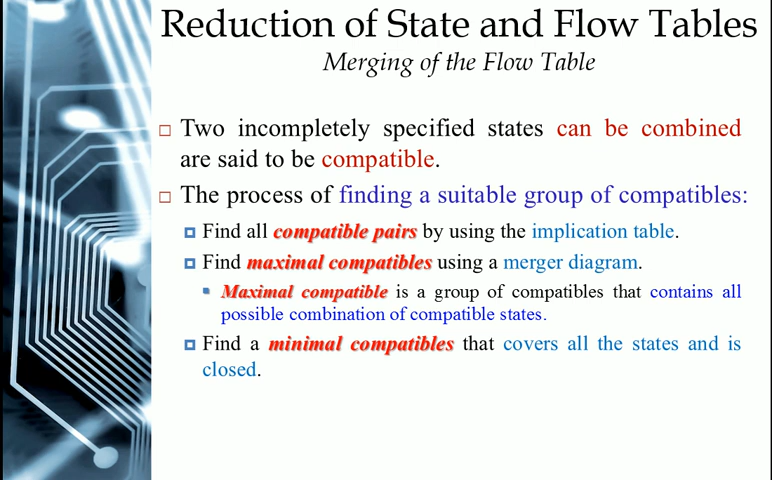 Reduction of State and Flow Tables
Merging of the Flow Table
Two incompletely specified states can be combined
are said to be compatible.
The process of finding a suitable group of compatibles:
Find all compatible pairs by using the implication table.
Find maximal compatibles using a merger diagram.
Maximal compatible is a group of compatibles that contains all
possible combination of compatible states.
Find a minimal compatibles that covers all the states and is
closed.